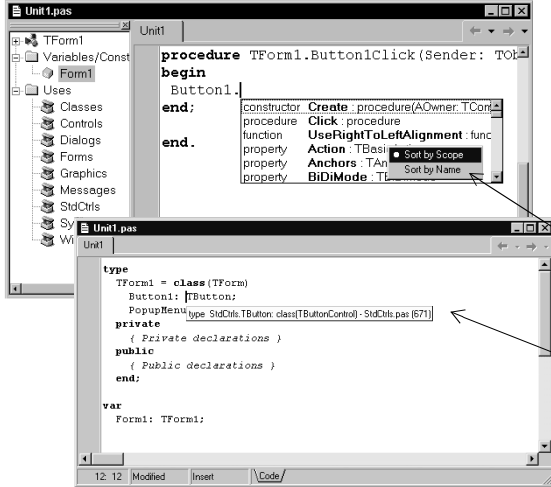 Unit1.pas
TForm1
Variables/Const
Form1
Uses
Classes
Controls
Dialogs
Forms
Graphics
Messages
StdCtrls
Sy
Wi
Unit1
procedure TForm1.Button1Click(Sender: TOb
begin
Button1.
end;
end.
constructor Create : procedure(AOwner: TCom
procedure Click : procedure
function UseRightToLeftAlignment : func
property Action : TBasi
property Anchors : TAn
property BiDiMode :
Sort by Scope
Sort by Name
Unit1.pas
Unit1
type
TForm1 = class(TForm)
Button1: TButton;
PopupMenu
type StdCtrls.TButton: class(TButtonControl) - StdCtrls.pas (671)
private
{ Private declarations }
public
{ Public declarations }
end;
var
Form1: TForm1;
12: 12 Modified Insert Code